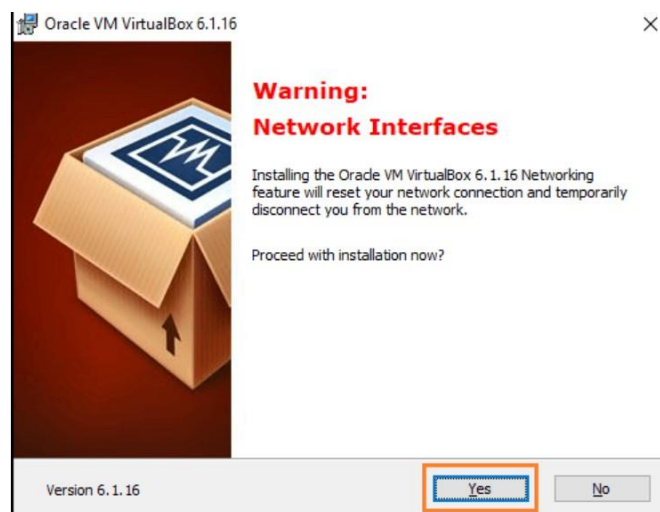 Oracle VM VirtualBox 6.1.16
Warning:
Network Interfaces
Installing the Oracle VM VirtualBox 6.1.16 Networking
feature will reset your network connection and temporarily
disconnect you from the network.
Proceed with installation now?
Version 6.1.16
Yes
No